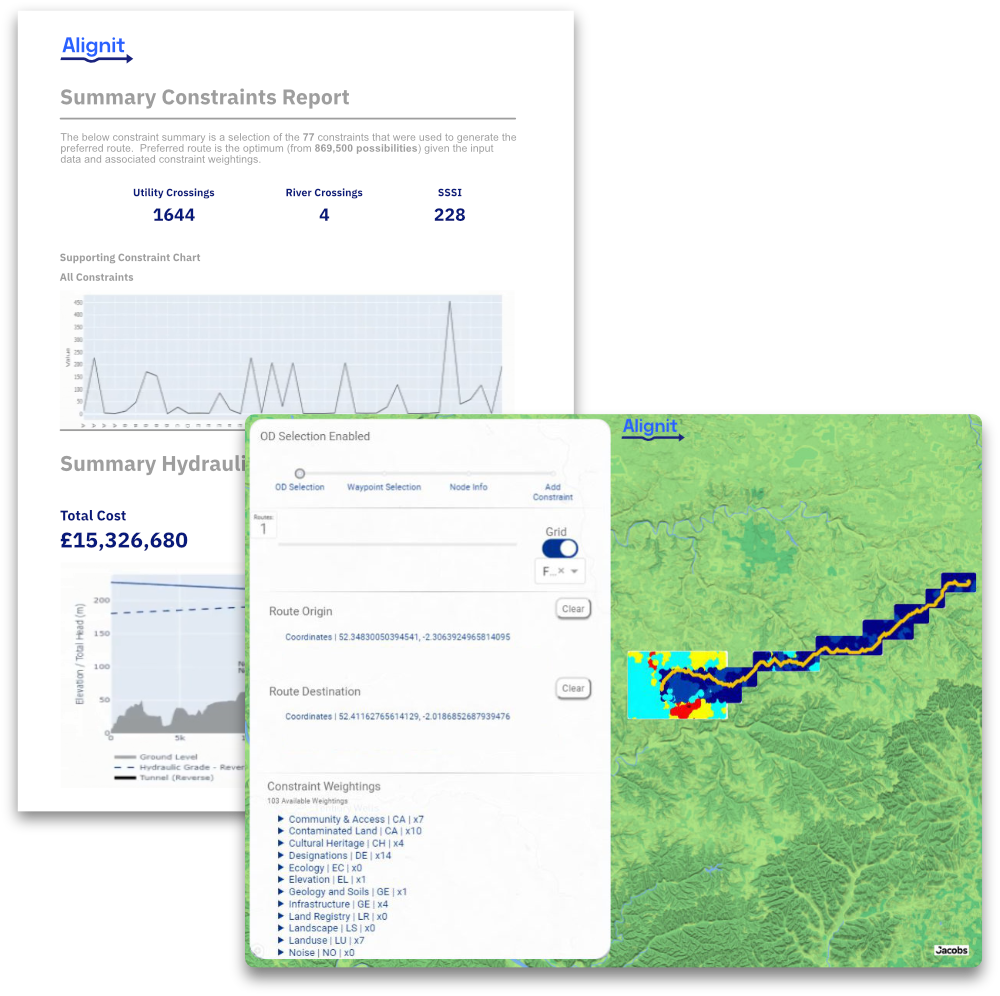 Alignit
Summary Constraints Report
The below constraint summary is a selection of the 77 constraints that were used to generate the
preferred route. Preferred route is the optimum (from 869,500 possibilities) given the input
data and associated constraint weightings.
Utility Crossings River Crossings SSSI
1644 4 228
Supporting Constraint Chart
All Constraints
Value
450
400
350
300
250
200
150
100
50
0
Summary Hydrauli
Total Cost
£15,326,680
Elevation / Total Head (m)
200
150
100
50
0
0 5k 1
Ground Level
Hydraulic Grade - Rever
Tunnel (Reverse)
OD Selection Enabled
OD Selection Waypoint Selection Node Info Add
Constraint
Routes
1
Grid
F...× 
Route Origin Clear
Coordinates | 52.34830050394541,-2.3063924965814095
Route Destination Clear
Coordinates | 52.41162765614129,-2.0186852687939476
Constraint Weightings
103 Available Weightings
Community & Access | CA | x7
Contaminated Land | CA | x10
Cultural Heritage | CH | x4
Designations | DE | x14
Ecology | EC | x0
Elevation | EL | x1
Geology and Soils | GE | x1
Infrastructure | GE | x4
Land Registry | LR | x0
Landscape | LS | x0
Landuse | LU | x7
Noise | NO | x0
Alignit
Jacobs